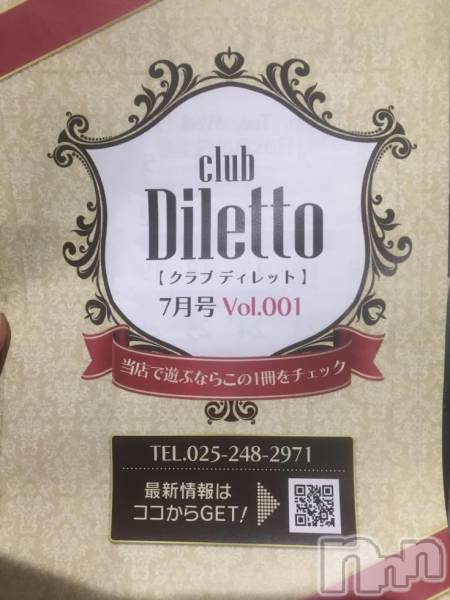 club
Diletto
【クラブ ディレット】
7月号 Vol.001
当店で遊ぶならこの1冊をチェック
TEL.025-248-2971
最新情報は
ココからGET!
nnn